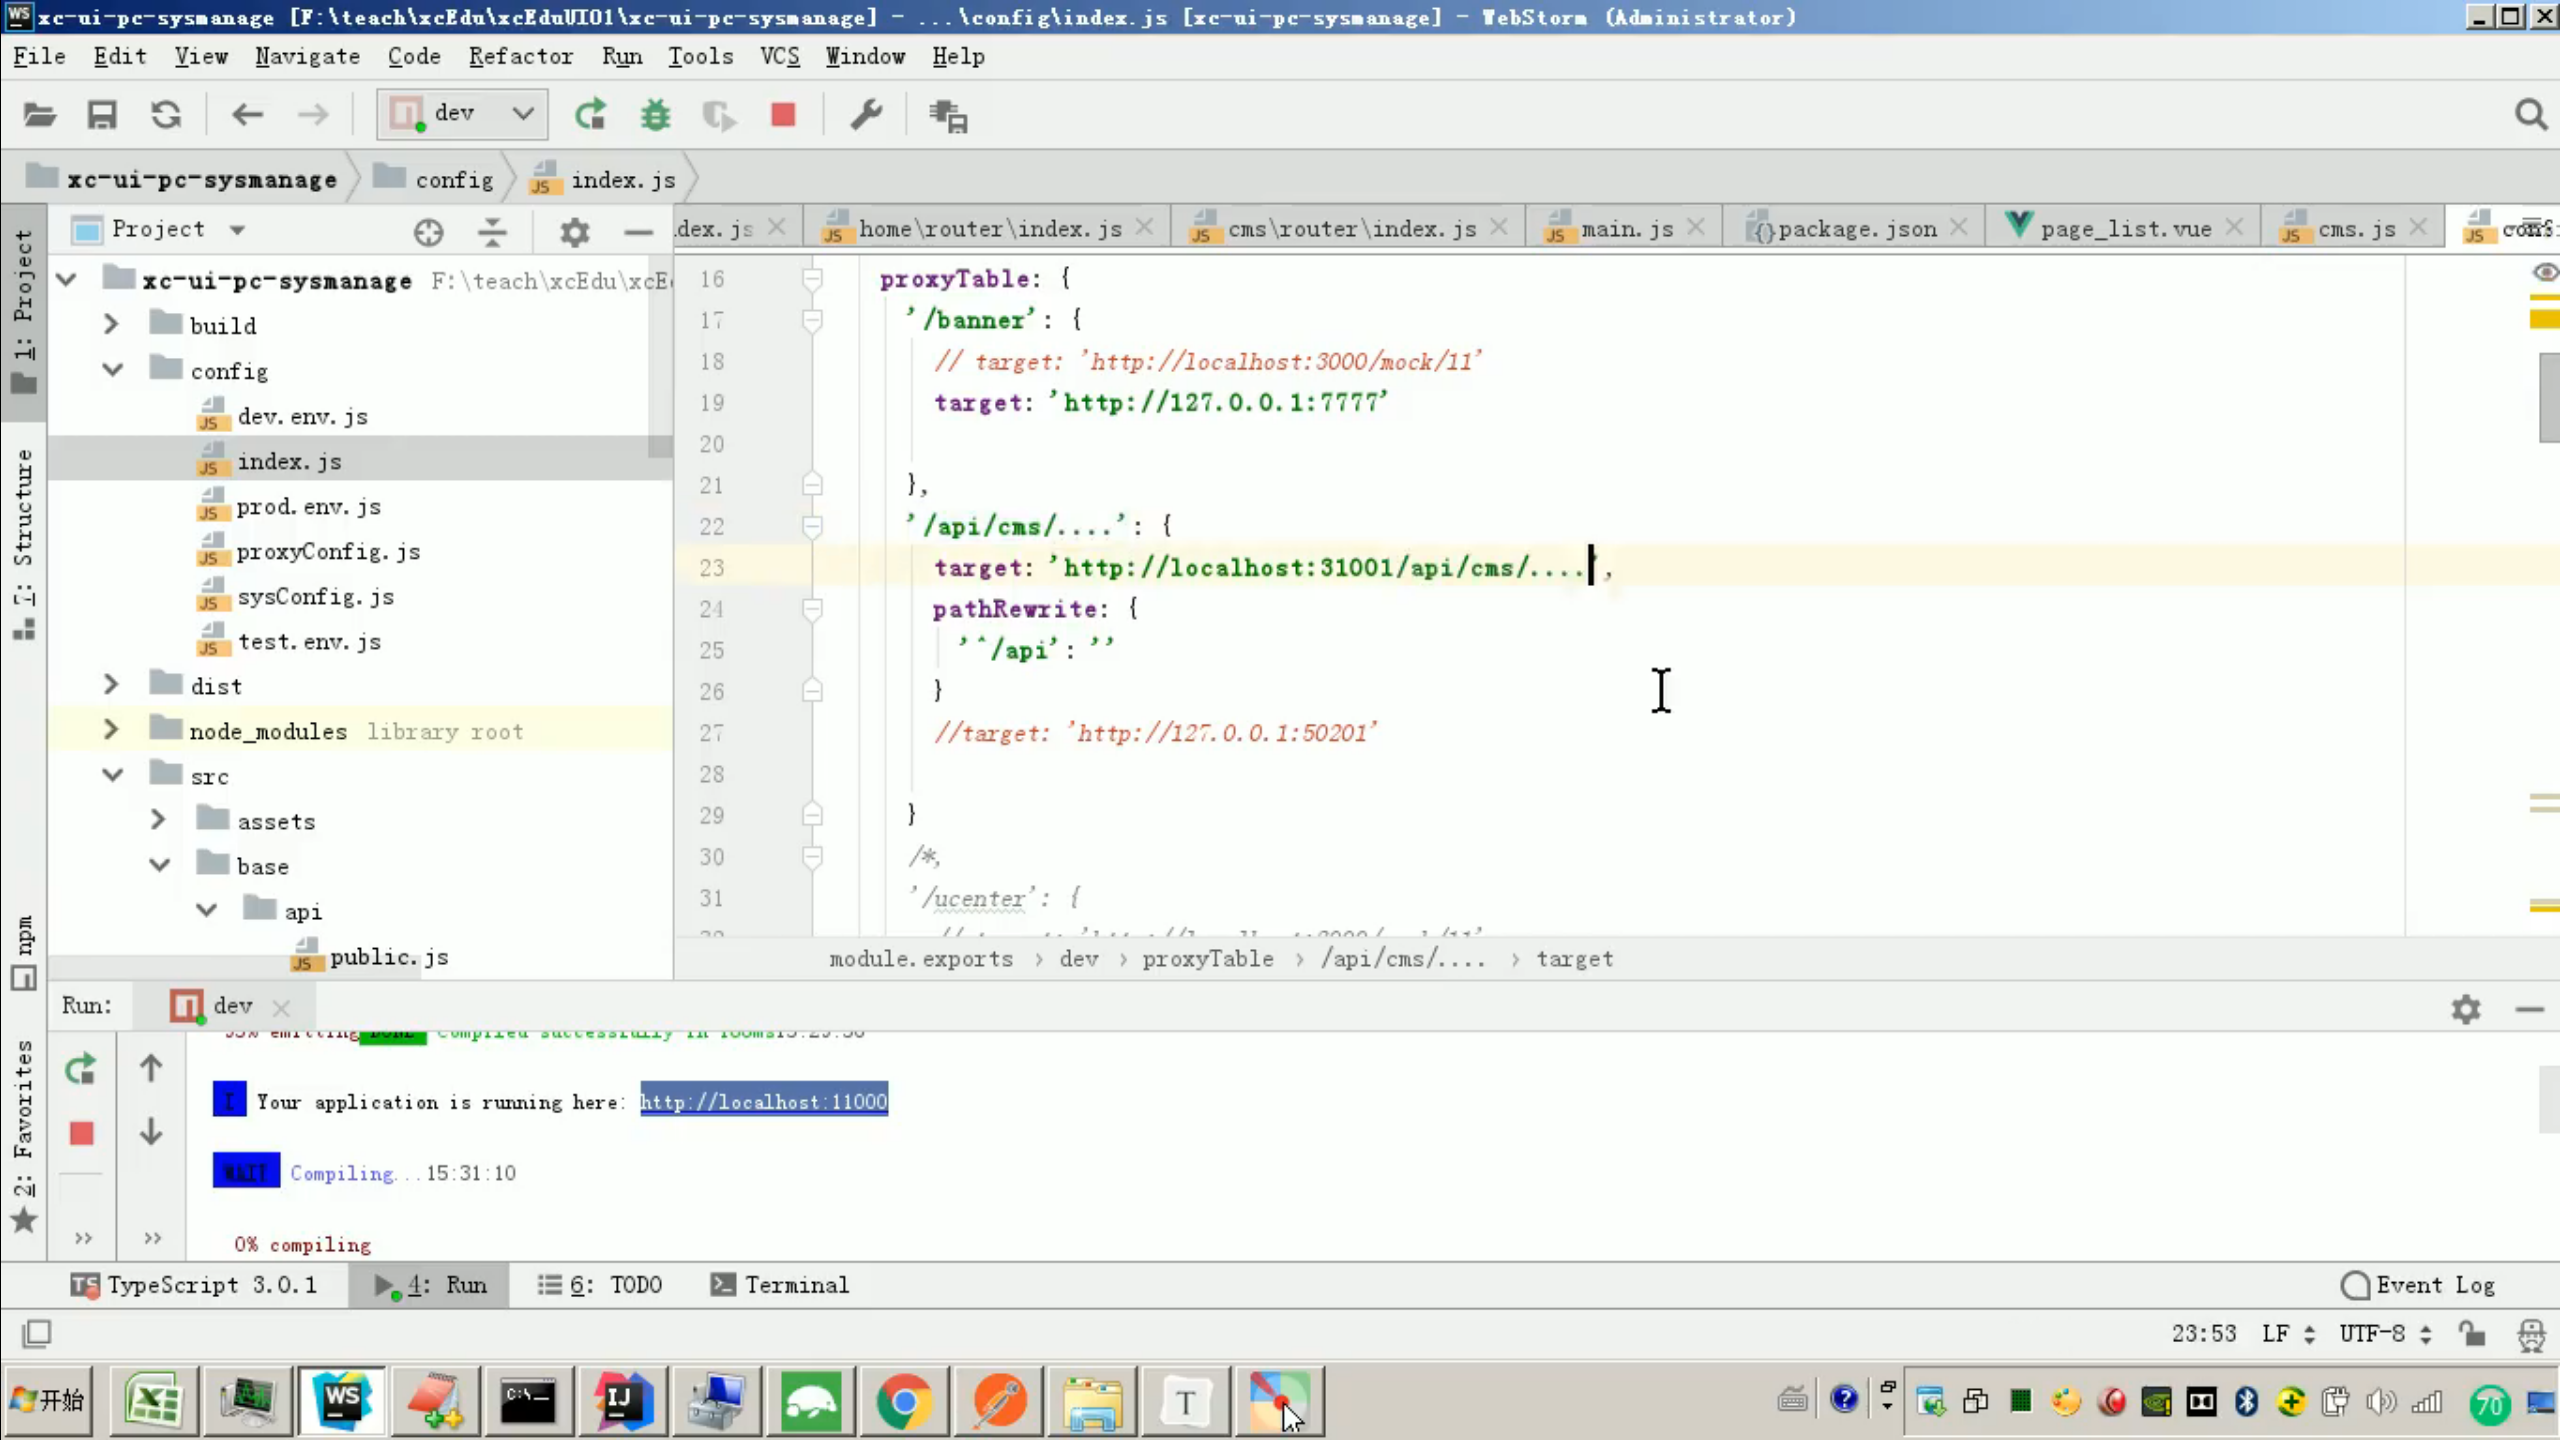 xc-ui-pc-sysmanage [F:\teach\xcEdu\xcEduUI01\xc-ui-pc-sysmanage] - ...\config\index.js [xc-ui-pc-sysmanage] - WebStorm (Administrator)
File Edit View Navigate Code Refactor Run Tools VCS Window Help
dev
xc-ui-pc-sysmanage config index.js
Project
dex.js home\router\index.js cms\router\index.js main.js package.json page_list.vue cms.js
1: Project
7: Structure
npm
2: Favorites
xc-ui-pc-sysmanage F:\teach\xcEdu\xcE
build
config
dev.env.js
index.js
prod.env.js
proxyConfig.js
sysConfig.js
test.env.js
dist
node_modules library root
src
assets
base
api
public.js
16 proxyTable: {
17 '/banner': {
18 // target: 'http://localhost:3000/mock/11'
19 target: 'http://127.0.0.1:7777'
20
21 },
22 '/api/cms/....': {
23 target: 'http://localhost:31001/api/cms/....',
24 pathRewrite: {
25 '^/api': ''
26 }
27 //target: 'http://127.0.0.1:50201'
28
29 }
30 /*,
31 '/ucenter': {
module.exports › dev › proxyTable › /api/cms/.... › target
Run: dev
I Your application is running here: http://localhost:11000
WAIT Compiling...15:31:10
0% compiling
TypeScript 3.0.1 4: Run 6: TODO Terminal Event Log
23:53 LF UTF-8
开始
70